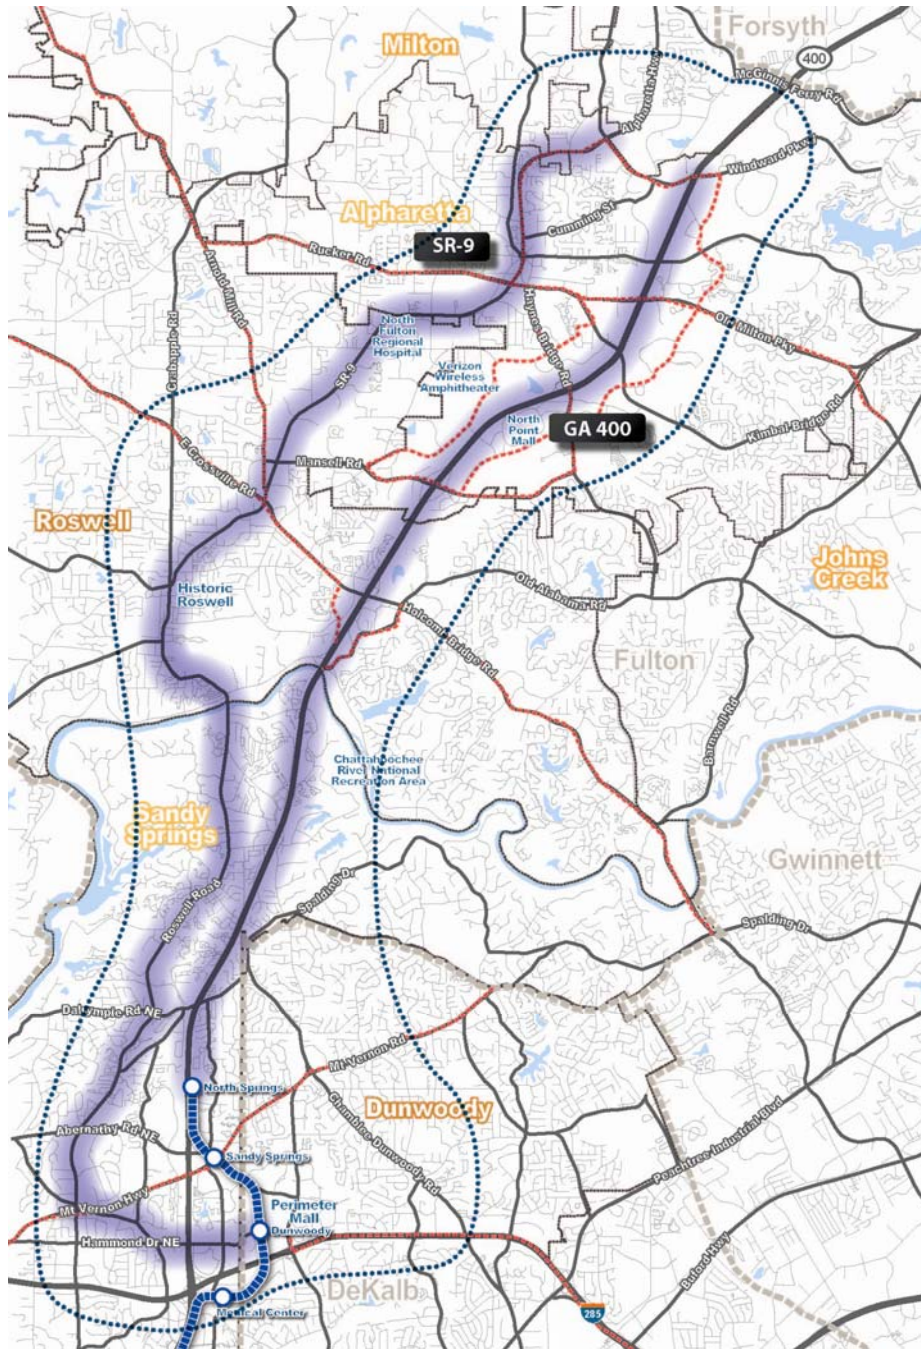 Forsyth
Milton
400
McGinnis Ferry Rd
Alpharetta Hwy
Windward Pkwy
Cumming St
Alpharetta
SR-9
Rucker Rd
Arnold Mill Rd
Crabapple Rd
North
Fulton
Regional
Hospital
SR-9
Haynes Bridge Rd
Old Milton Pky
Verizon
Wireless
Amphitheater
North
Point
Mall
GA 400
Kimbal Bridge Rd
E Crossville Rd
Mansell Rd
Roswell
Johns
Creek
Historic
Roswell
Old Alabama Rd
Holcomb Bridge Rd
Fulton
Barnwell Rd
Chattahoochee
River National
Recreation Area
Sandy
Springs
Gwinnett
Roswell Road
Spalding Dr
Spalding Dr
Dalymple Rd NE
Mt Vernon Rd
North Springs
Dunwoody
Chamblee Dunwoody Rd
Abernathy Rd NE
Sandy Springs
Peachtree Industrial Blvd
Mt Vernon Hwy
Perimeter
Mall
Dunwoody
Hammond Dr NE
Buford Hwy
DeKalb
Medical Center
285